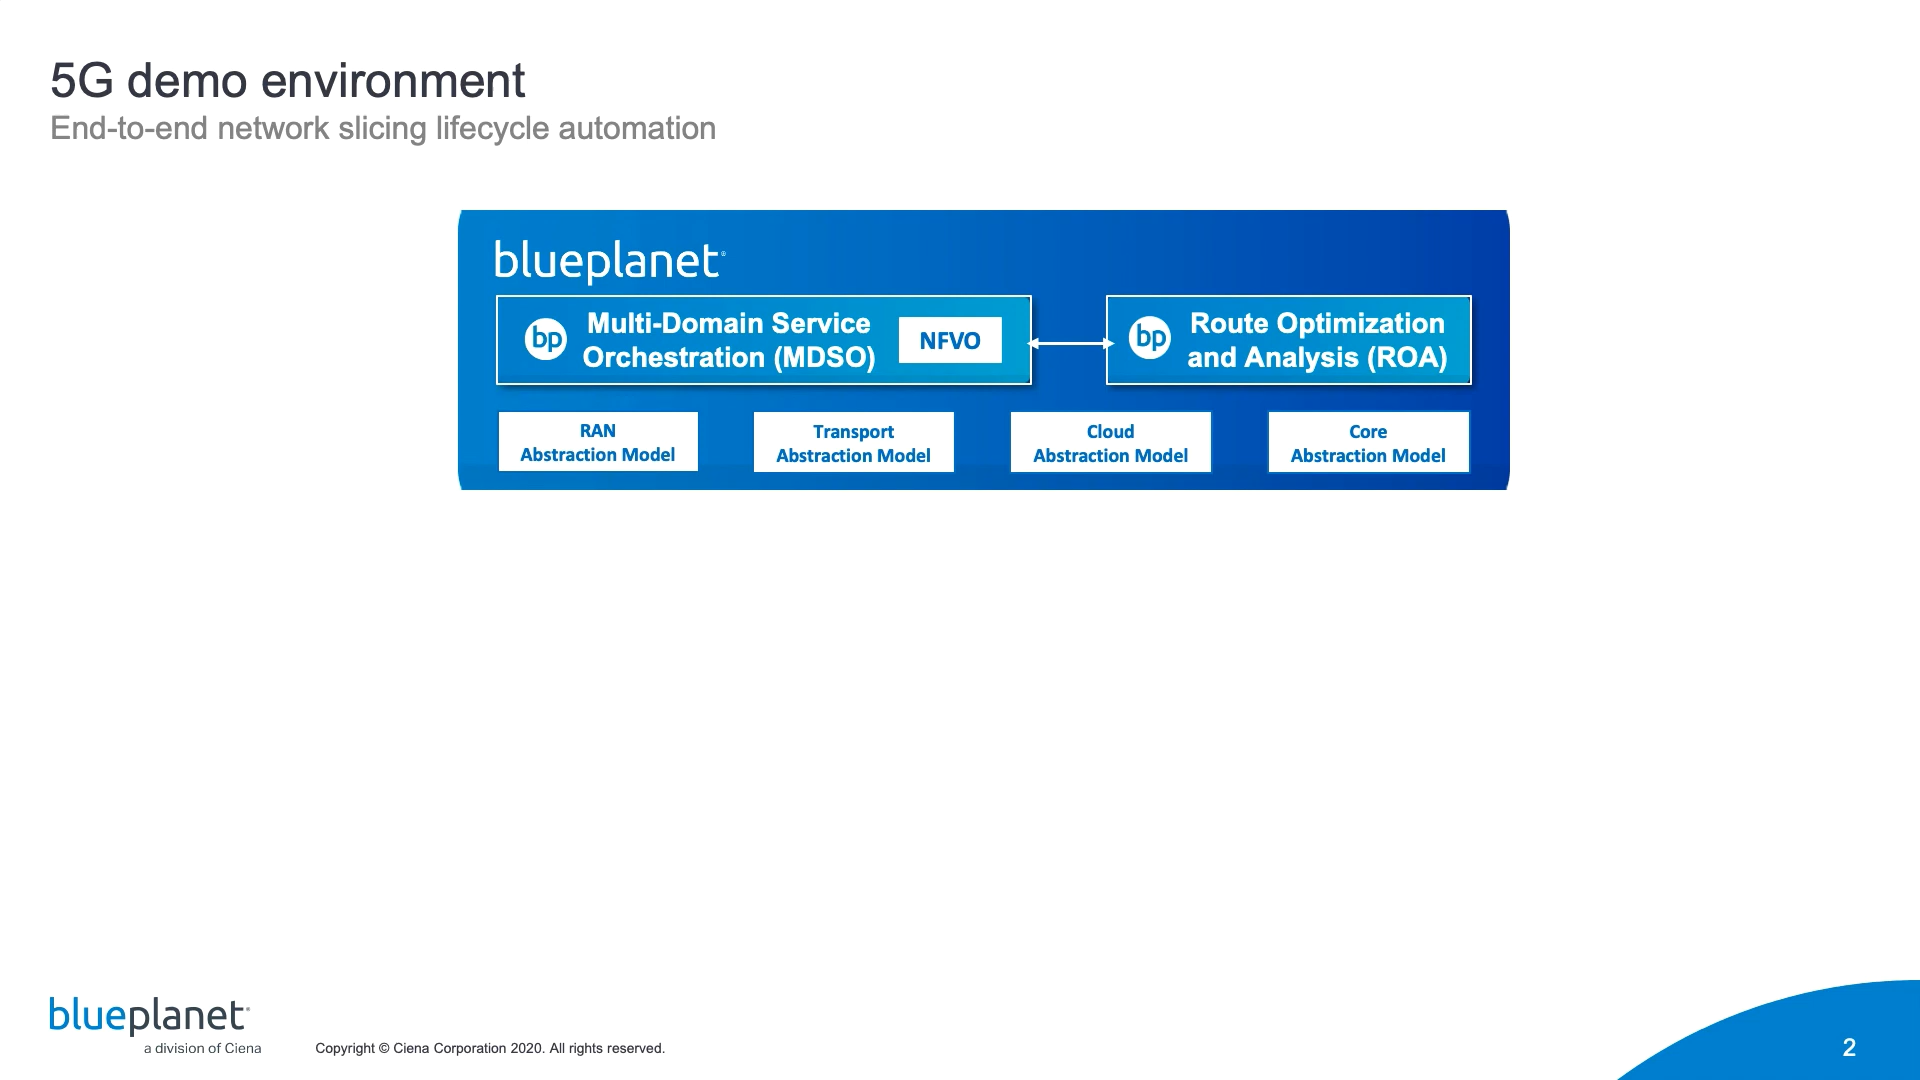 5G demo environment
End-to-end network slicing lifecycle automation
blueplanet
bp
Multi-Domain Service
Orchestration (MDSO)
NFVO
bp
Route Optimization
and Analysis (ROA)
RAN
Abstraction Model
Transport
Abstraction Model
Cloud
Abstraction Model
Core
Abstraction Model
blueplanet
a division of Ciena
Copyright © Ciena Corporation 2020. All rights reserved.
2